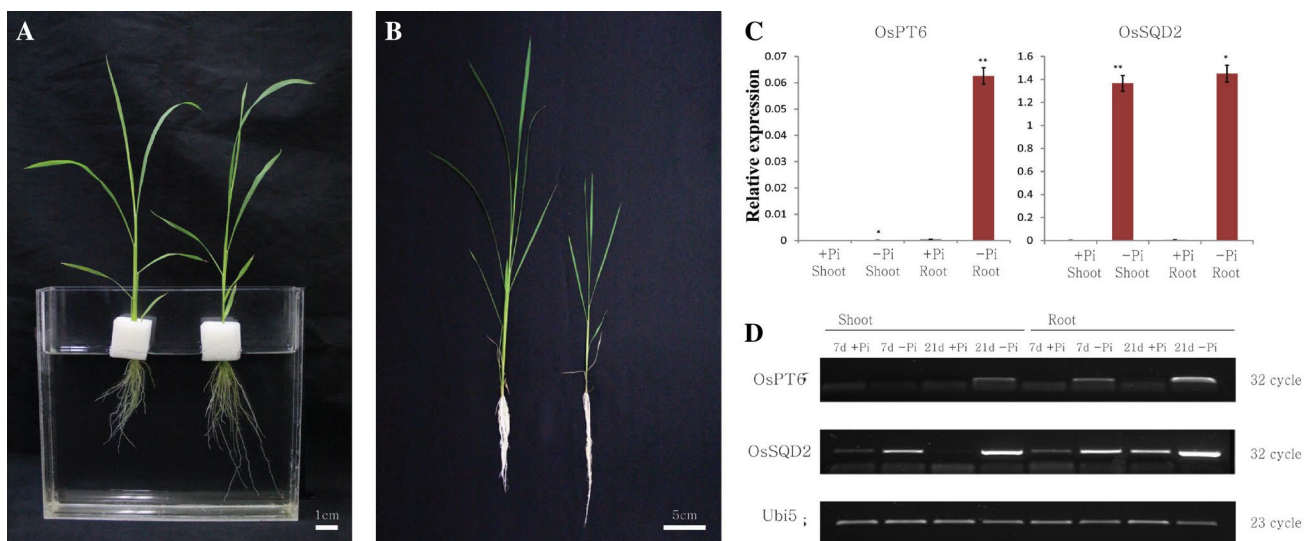 A
1cm
B
5cm
C
OsPT6
OsSQD2
Relative expression
0.07
0.06
0.05
0.04
0.03
0.02
0.01
0
**
*
+Pi Shoot
−Pi Shoot
+Pi Root
−Pi Root
1.6
1.4
1.2
1
0.8
0.6
0.4
0.2
0
**
*
+Pi Shoot
−Pi Shoot
+Pi Root
−Pi Root
D
Shoot
Root
7d +Pi 7d −Pi 21d +Pi 21d −Pi 7d +Pi 7d −Pi 21d +Pi 21d −Pi
OsPT6
32 cycle
OsSQD2
32 cycle
Ubi5 ;
23 cycle